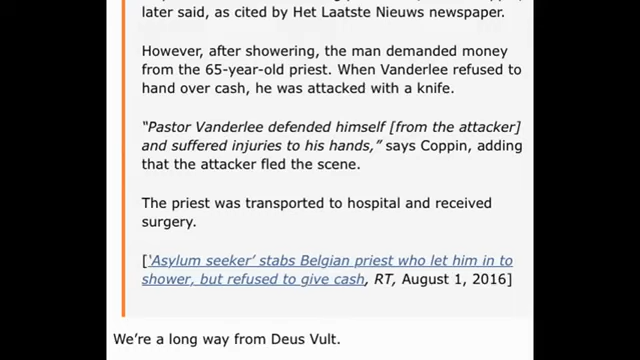 later said, as cited by Het Laatste Nieuws newspaper.
However, after showering, the man demanded money
from the 65-year-old priest. When Vanderlee refused to
hand over cash, he was attacked with a knife.
“Pastor Vanderlee defended himself [from the attacker]
and suffered injuries to his hands,” says Coppin, adding
that the attacker fled the scene.
The priest was transported to hospital and received
surgery.
[‘Asylum seeker’ stabs Belgian priest who let him in to
shower, but refused to give cash, RT, August 1, 2016]
We’re a long way from Deus Vult.